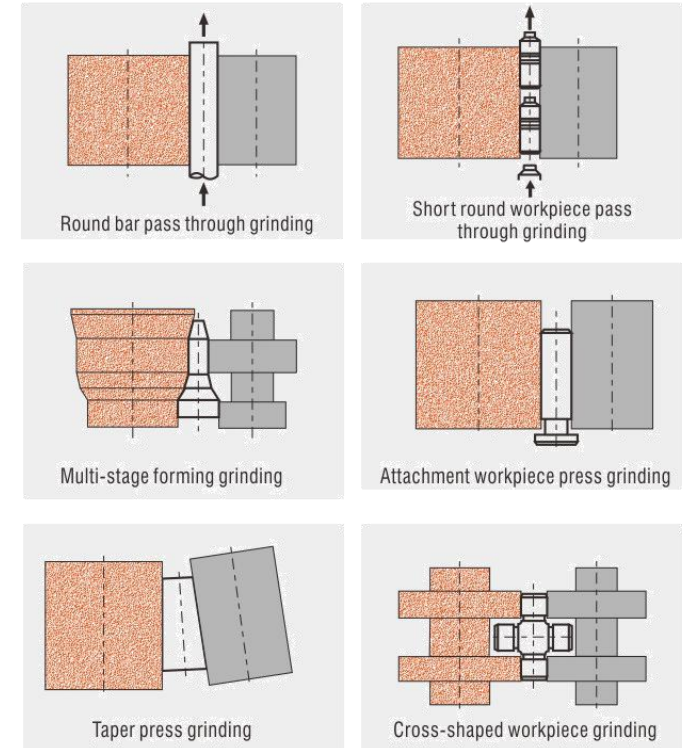 Round bar pass through grinding
Short round workpiece pass
through grinding
Multi-stage forming grinding
Attachment workpiece press grinding
Taper press grinding
Cross-shaped workpiece grinding